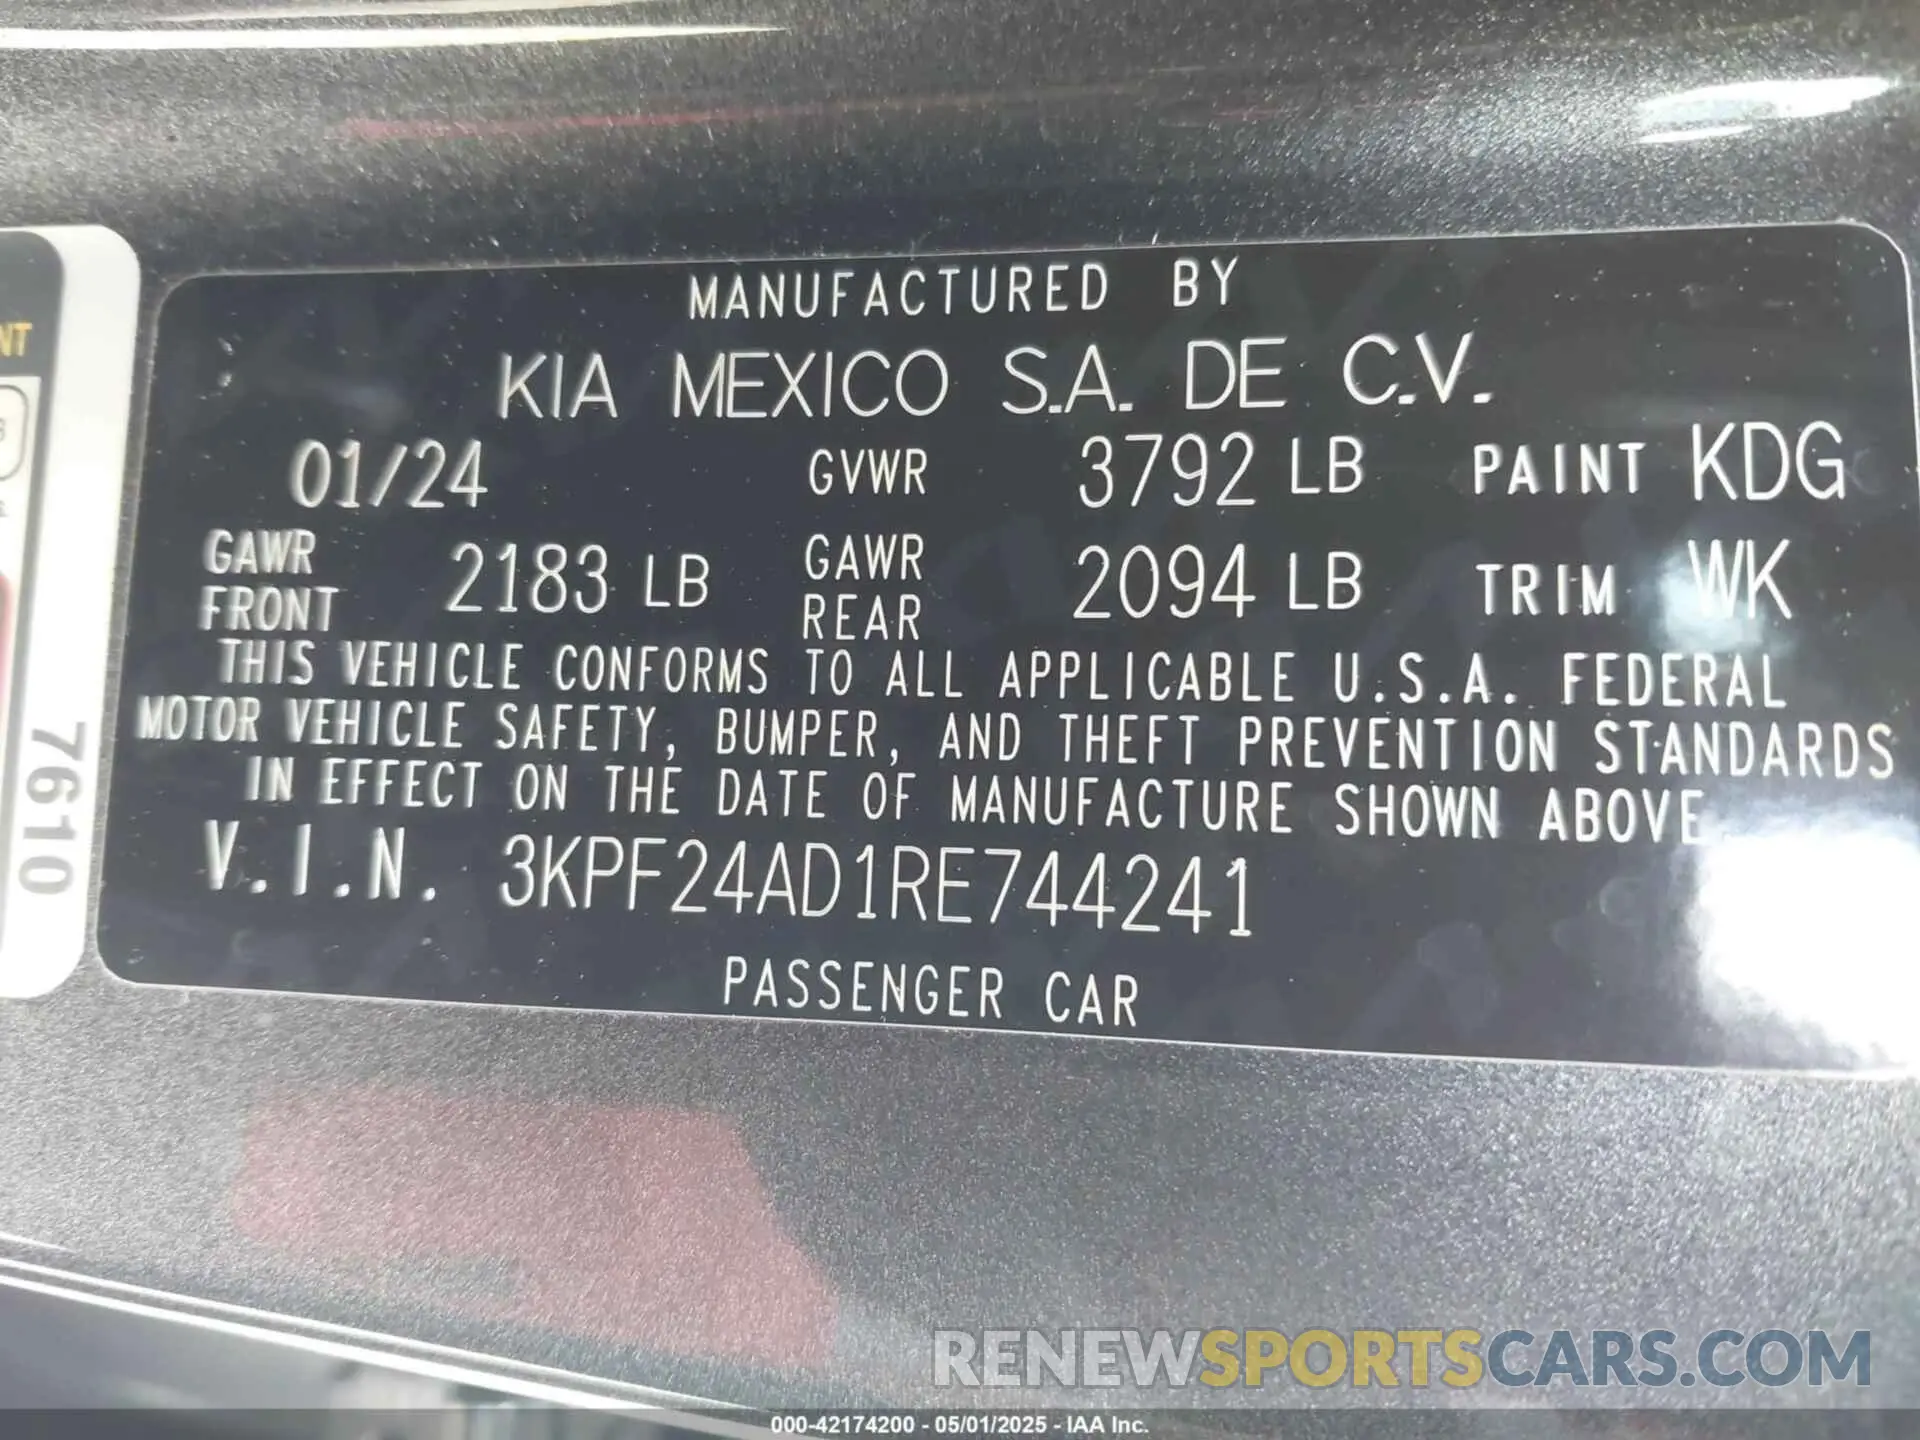 MANUFACTURED BY
KIA MEXICO S.A. DE C.V.
01/24 GVWR 3792 LB PAINT KDG
GAWR FRONT 2183 LB GAWR REAR 2094 LB TRIM WK
THIS VEHICLE CONFORMS TO ALL APPLICABLE U.S.A. FEDERAL
MOTOR VEHICLE SAFETY, BUMPER, AND THEFT PREVENTION STANDARDS
IN EFFECT ON THE DATE OF MANUFACTURE SHOWN ABOVE
V.I.N. 3KPF24AD1RE744241
PASSENGER CAR
7610
RENEWSPORTSCARS.COM
000-42174200 - 05/01/2025 - IAA Inc.